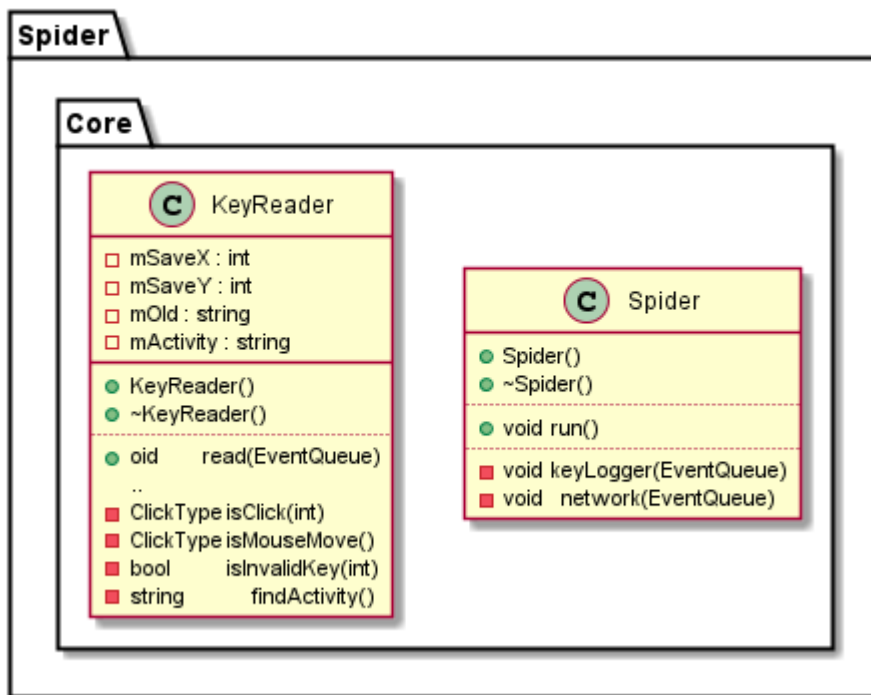 Spider
Core
C KeyReader
mSaveX : int
mSaveY : int
mOld : string
mActivity : string
KeyReader()
~KeyReader()
oid read(EventQueue)
..
ClickType isClick(int)
ClickType isMouseMove()
bool isInvalidKey(int)
string findActivity()
C Spider
Spider()
~Spider()
void run()
void keyLogger(EventQueue)
void network(EventQueue)